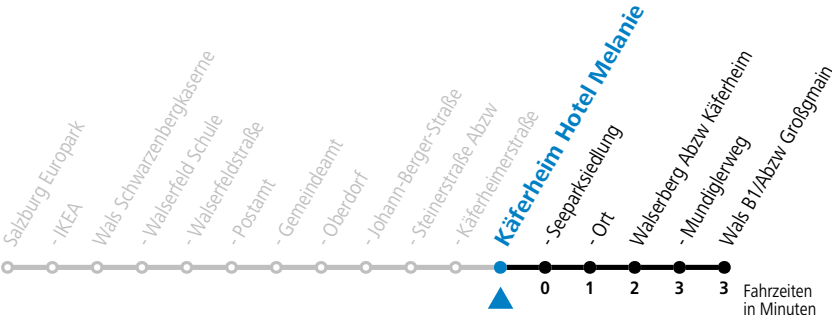 Salzburg Europark
- IKEA
Wals Schwarzenbergkaserne
- Walserfeld Schule
- Walserfeldstraße
- Postamt
- Gemeindeamt
- Oberdorf
- Johann-Berger-Straße
- Steinerstraße Abzw
- Käferheimerstraße
Käferheim Hotel Melanie
- Seeparksiedlung
- Ort
Walserberg Abzw Käferheim
- Mundiglerweg
Wals B1/Abzw Großgmain
0 1 2 3 3 Fahrzeiten
in Minuten